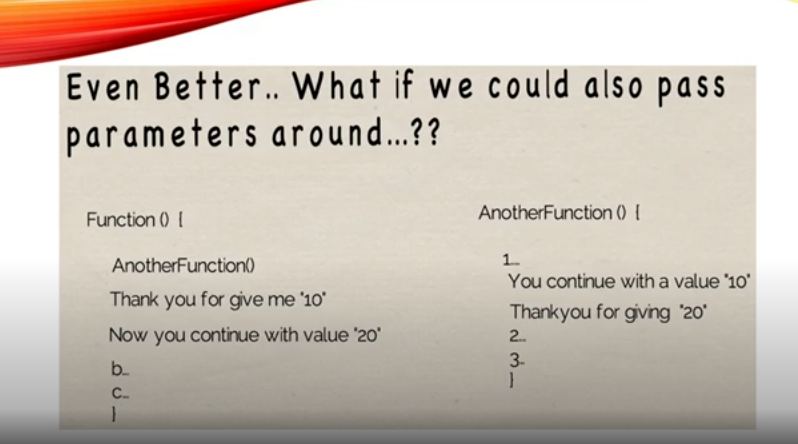 Even Better.. What if we could also pass
parameters around...??
Function () {
AnotherFunction()
Thank you for give me "10"
Now you continue with value "20"
b...
c...
}
AnotherFunction () {
1...
You continue with a value "10"
Thankyou for giving "20"
2...
3..
}